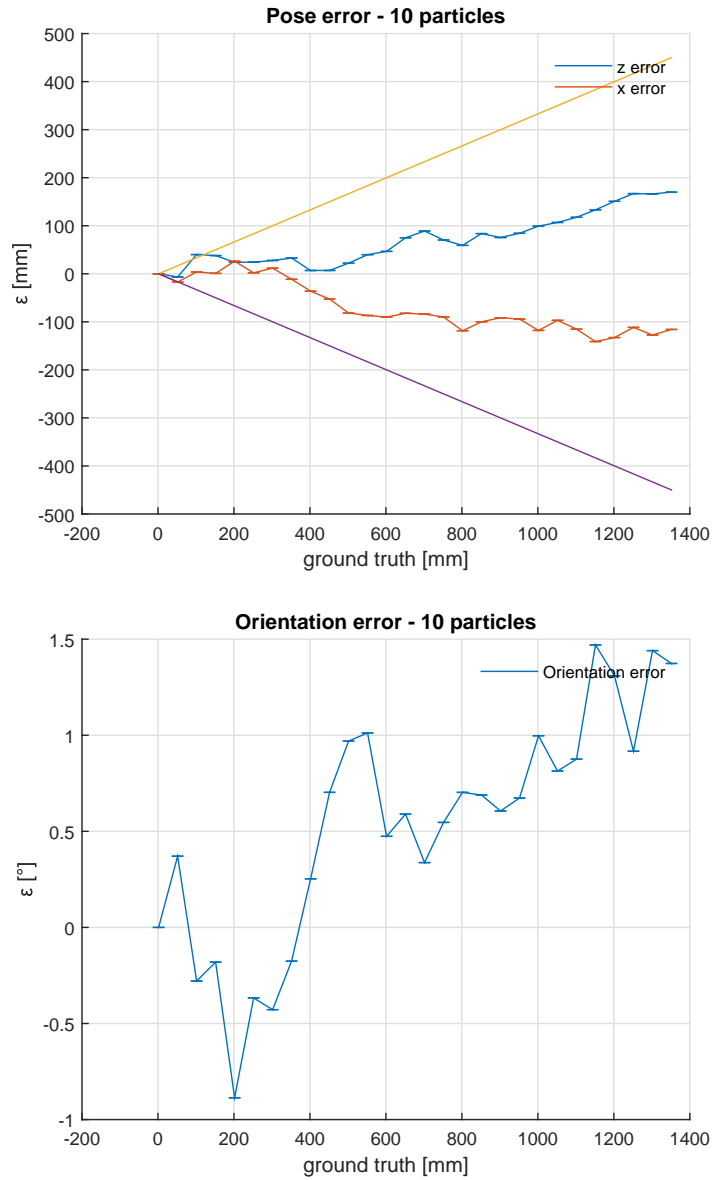 Pose error - 10 particles
500
400
300
200
100
0
-100
-200
-300
-400
-500
ε [mm]
z error
x error
-200 0 200 400 600 800 1000 1200 1400
ground truth [mm]
Orientation error - 10 particles
1.5
1
0.5
0
-0.5
-1
ε [°]
Orientation error
-200 0 200 400 600 800 1000 1200 1400
ground truth [mm]